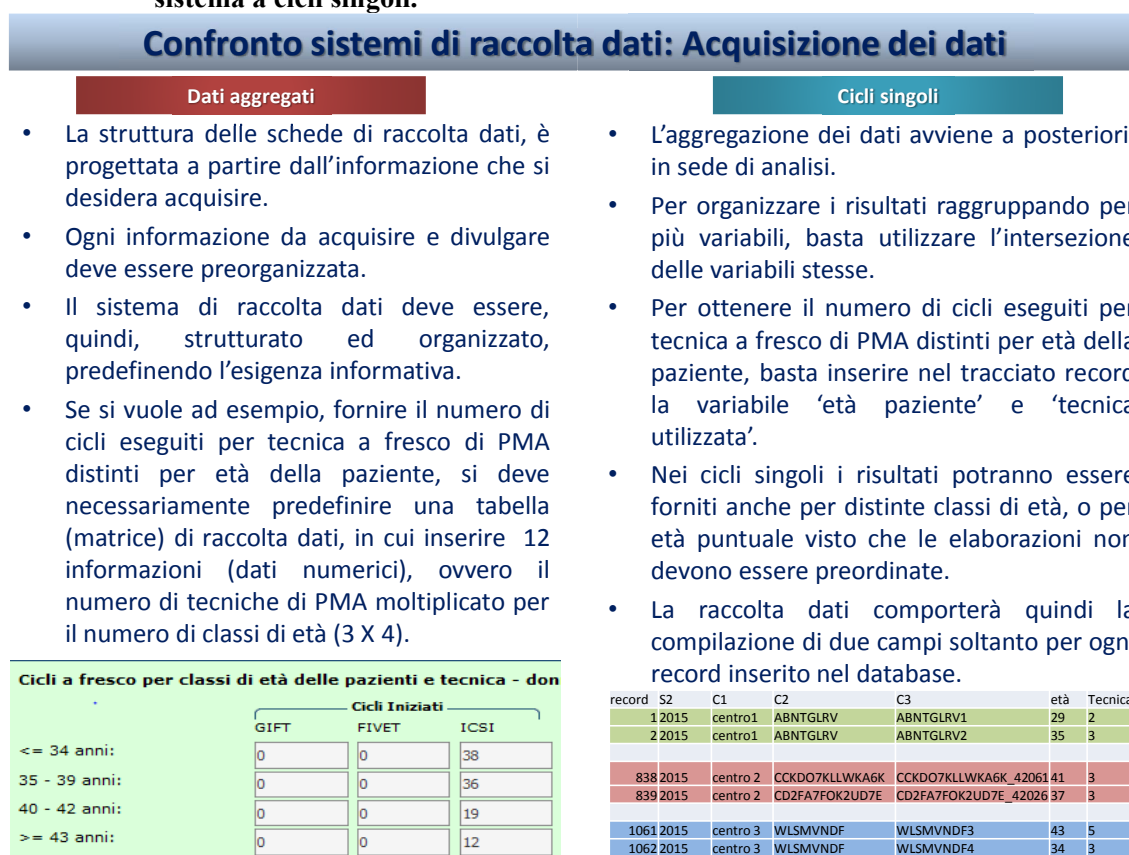 sistema a cicli singoli.
Confronto sistemi di raccolta dati: Acquisizione dei dati
Dati aggregati
• La struttura delle schede di raccolta dati, è
progettata a partire dall'informazione che si
desidera acquisire.
• Ogni informazione da acquisire e divulgare
deve essere preorganizzata.
• Il sistema di raccolta dati deve essere,
quindi, strutturato ed organizzato,
predefinendo l'esigenza informativa.
• Se si vuole ad esempio, fornire il numero di
cicli eseguiti per tecnica a fresco di PMA
distinti per età della paziente, si deve
necessariamente predefinire una tabella
(matrice) di raccolta dati, in cui inserire 12
informazioni (dati numerici), ovvero il
numero di tecniche di PMA moltiplicato per
il numero di classi di età (3 X 4).
Cicli a fresco per classi di età delle pazienti e tecnica - don
Cicli Iniziati
GIFT FIVET ICSI
<= 34 anni: 0 0 38
35 - 39 anni: 0 0 36
40 - 42 anni: 0 0 19
>= 43 anni: 0 0 12
Cicli singoli
• L'aggregazione dei dati avviene a posteriori
in sede di analisi.
• Per organizzare i risultati raggruppando per
più variabili, basta utilizzare l'intersezione
delle variabili stesse.
• Per ottenere il numero di cicli eseguiti per
tecnica a fresco di PMA distinti per età della
paziente, basta inserire nel tracciato record
la variabile 'età paziente' e 'tecnica
utilizzata'.
• Nei cicli singoli i risultati potranno essere
forniti anche per distinte classi di età, o per
età puntuale visto che le elaborazioni non
devono essere preordinate.
• La raccolta dati comporterà quindi la
compilazione di due campi soltanto per ogni
record inserito nel database.
record S2 C1 C2 C3 età Tecnica
1 2015 centro1 ABNTGLRV ABNTGLRV1 29 2
2 2015 centro1 ABNTGLRV ABNTGLRV2 35 3
838 2015 centro 2 CCKDO7KLLWKA6K CCKDO7KLLWKA6K_42061 41 3
839 2015 centro 2 CD2FA7FOK2UD7E CD2FA7FOK2UD7E_42026 37 3
1061 2015 centro 3 WLSMVNDF WLSMVNDF3 43 5
1062 2015 centro 3 WLSMVNDF WLSMVNDF4 34 3